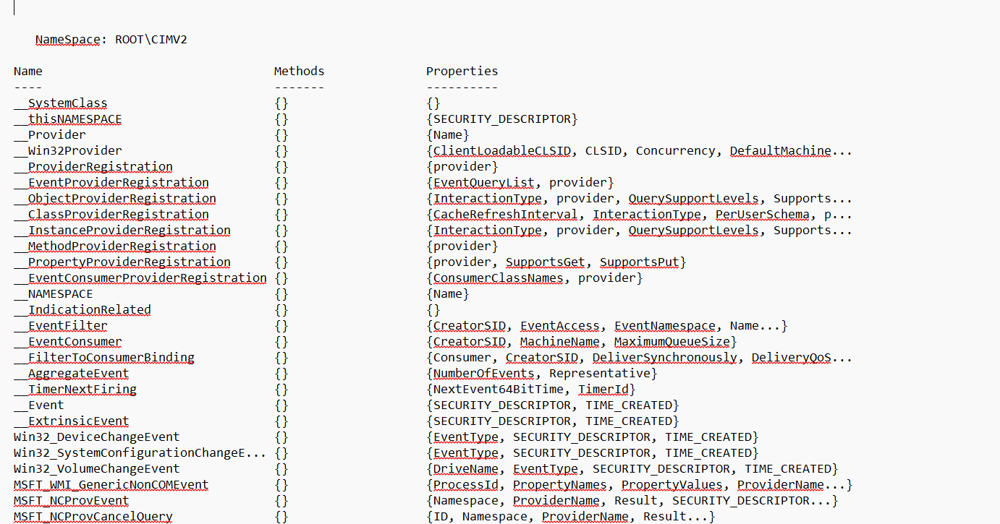 NameSpace: ROOT\CIMV2
Name Methods Properties
---- ------- ----------
__SystemClass {} {}
__thisNAMESPACE {} {SECURITY_DESCRIPTOR}
__Provider {} {Name}
__Win32Provider {} {ClientLoadableCLSID, CLSID, Concurrency, DefaultMachine...
__ProviderRegistration {} {provider}
__EventProviderRegistration {} {EventQueryList, provider}
__ObjectProviderRegistration {} {InteractionType, provider, QuerySupportLevels, Supports...
__ClassProviderRegistration {} {CacheRefreshInterval, InteractionType, PerUserSchema, p...
__InstanceProviderRegistration {} {InteractionType, provider, QuerySupportLevels, Supports...
__MethodProviderRegistration {} {provider}
__PropertyProviderRegistration {} {provider, SupportsGet, SupportsPut}
__EventConsumerProviderRegistration {} {ConsumerClassNames, provider}
__NAMESPACE {} {Name}
__IndicationRelated {} {}
__EventFilter {} {CreatorSID, EventAccess, EventNamespace, Name...}
__EventConsumer {} {CreatorSID, MachineName, MaximumQueueSize}
__FilterToConsumerBinding {} {Consumer, CreatorSID, DeliverSynchronously, DeliveryQoS...
__AggregateEvent {} {NumberOfEvents, Representative}
__TimerNextFiring {} {NextEvent64BitTime, TimerId}
__Event {} {SECURITY_DESCRIPTOR, TIME_CREATED}
__ExtrinsicEvent {} {SECURITY_DESCRIPTOR, TIME_CREATED}
Win32_DeviceChangeEvent {} {EventType, SECURITY_DESCRIPTOR, TIME_CREATED}
Win32_SystemConfigurationChangeE... {} {EventType, SECURITY_DESCRIPTOR, TIME_CREATED}
Win32_VolumeChangeEvent {} {DriveName, EventType, SECURITY_DESCRIPTOR, TIME_CREATED}
MSFT_WMI_GenericNonCOMEvent {} {ProcessId, PropertyNames, PropertyValues, ProviderName...}
MSFT_NCProvEvent {} {Namespace, ProviderName, Result, SECURITY_DESCRIPTOR...}
MSFT_NCProvCancelQuery {} {ID, Namespace, ProviderName, Result...}